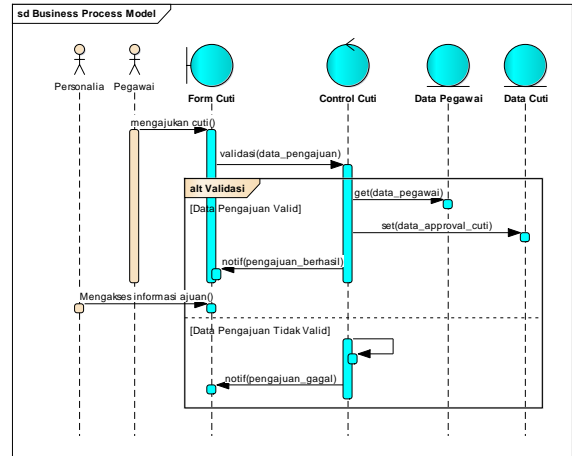 sd Business Process Model
Personalia
Pegawai
Form Cuti
Control Cuti
Data Pegawai
Data Cuti
mengajukan cuti()
validasi(data_pengajuan)
alt Validasi
get(data_pegawai)
[Data Pengajuan Valid]
set(data_approval_cuti)
notif(pengajuan_berhasil)
Mengakses informasi ajuan()
[Data Pengajuan Tidak Valid]
notif(pengajuan_gagal)